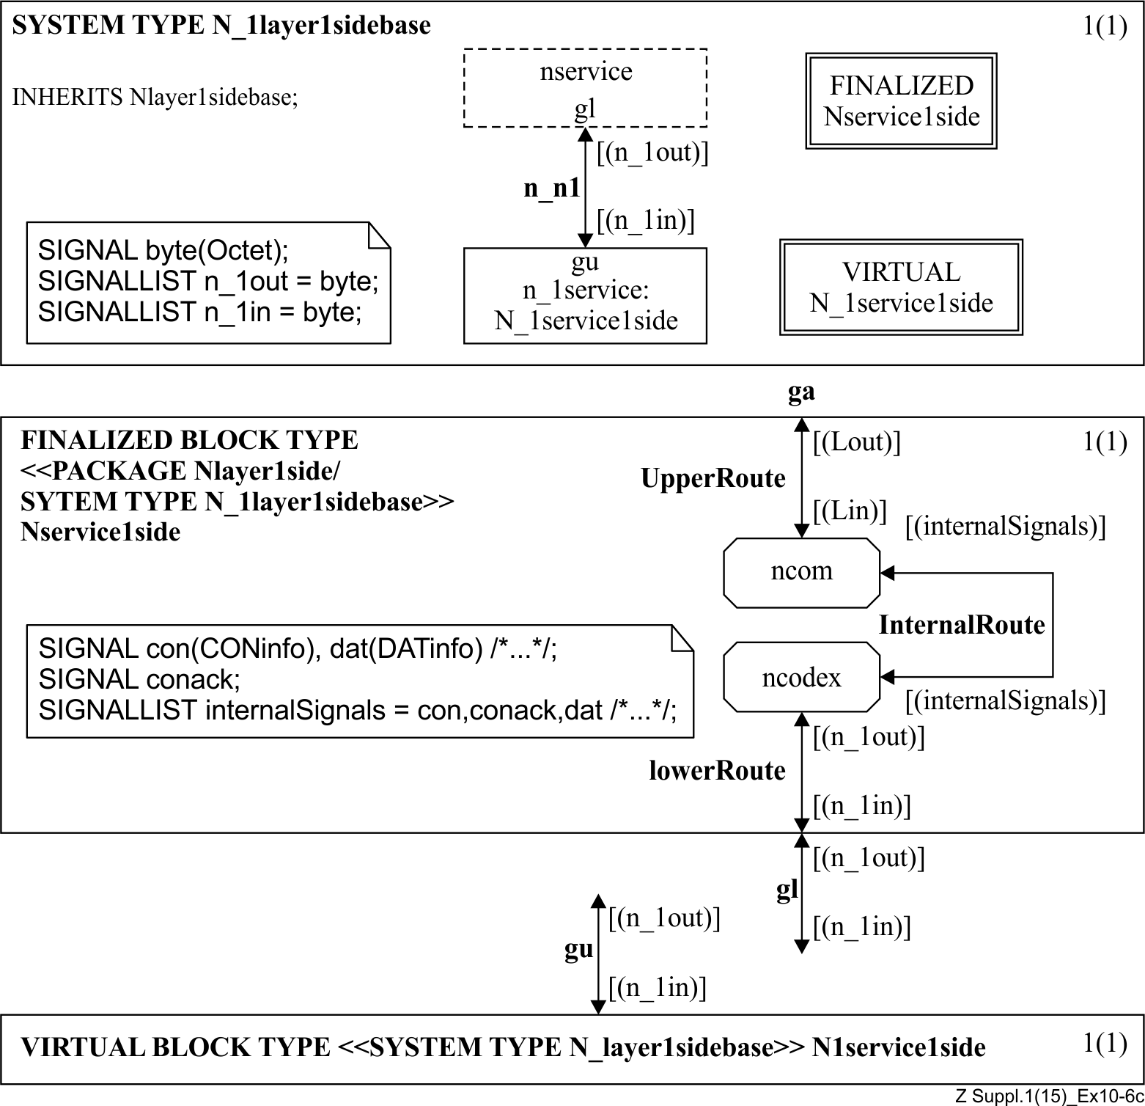 SYSTEM TYPE N_1layer1sidebase
1(1)
INHERITS Nlayer1sidebase;
nservice
gl
FINALIZED
Nservice1side
[(n_1out)]
n_n1
[(n_1in)]
SIGNAL byte(Octet);
SIGNALLIST n_1out = byte;
SIGNALLIST n_1in = byte;
gu
n_1service:
N_1service1side
VIRTUAL
N_1service1side
ga
FINALIZED BLOCK TYPE
<<PACKAGE Nlayer1side/
SYTEM TYPE N_1layer1sidebase>>
Nservice1side
1(1)
[(Lout)]
UpperRoute
[(Lin)]
[(internalSignals)]
ncom
InternalRoute
SIGNAL con(CONinfo), dat(DATinfo) /*...*/;
SIGNAL conack;
SIGNALLIST internalSignals = con,conack,dat /*...*/;
ncodex
[(internalSignals)]
[(n_1out)]
lowerRoute
[(n_1in)]
[(n_1out)]
gl
[(n_1in)]
[(n_1out)]
gu
[(n_1in)]
VIRTUAL BLOCK TYPE <<SYSTEM TYPE N_layer1sidebase>> N1service1side
1(1)
Z Suppl.1(15)_Ex10-6c